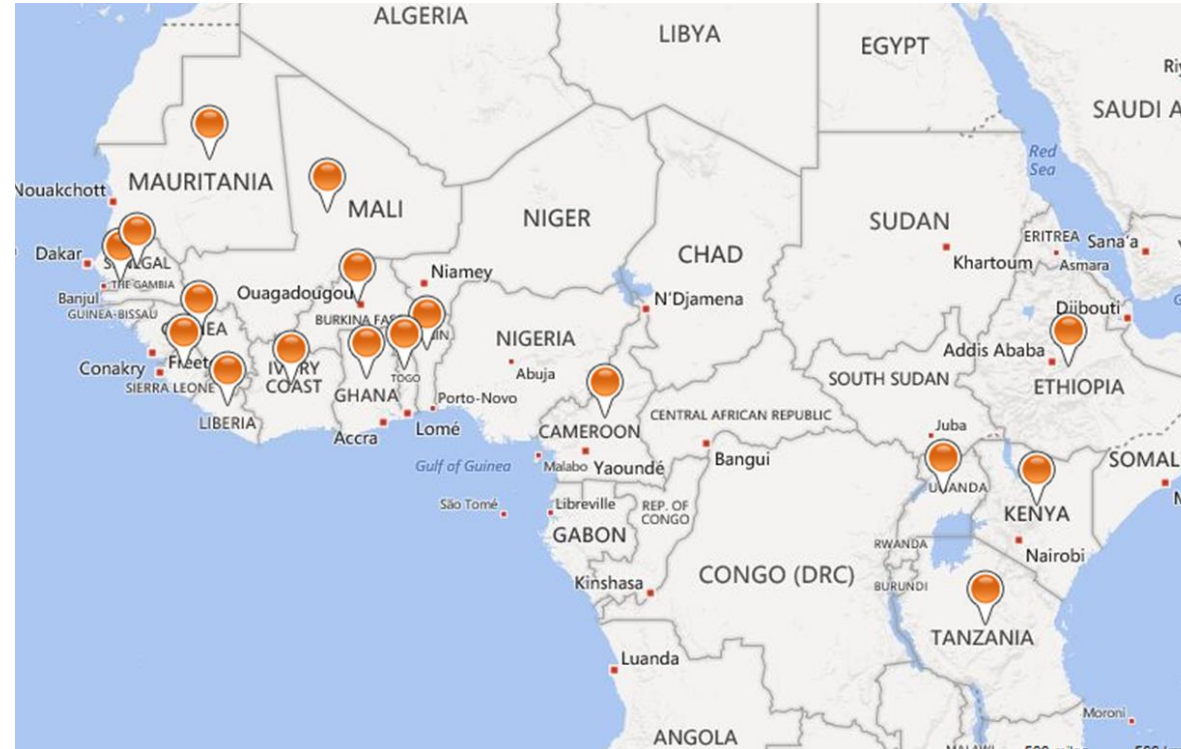 ALGERIA
LIBYA
EGYPT
SAUDI A
Red
Sea
MAURITANIA
Nouakchott
MALI
NIGER
CHAD
SUDAN
Khartoum
ERITREA
Asmara
Sana'a
Dakar
THE GAMBIA
Banjul
GUINEA-BISSAU
Ouagadougou
Niamey
N'Djamena
Djibouti
Conakry
SIERRA LEONE
LIBERIA
COAST
GHANA
TOGO
NIGERIA
Abuja
Porto-Novo
Accra
Lomé
Addis Ababa
ETHIOPIA
SOUTH SUDAN
Juba
CENTRAL AFRICAN REPUBLIC
Bangui
CAMEROON
Gulf of Guinea
Malabo
Yaoundé
SOMAL
São Tomé
Libreville
GABON
REP. OF
CONGO
KENYA
Nairobi
RWANDA
BURUNDI
CONGO (DRC)
Kinshasa
TANZANIA
Luanda
ANGOLA
Moroni